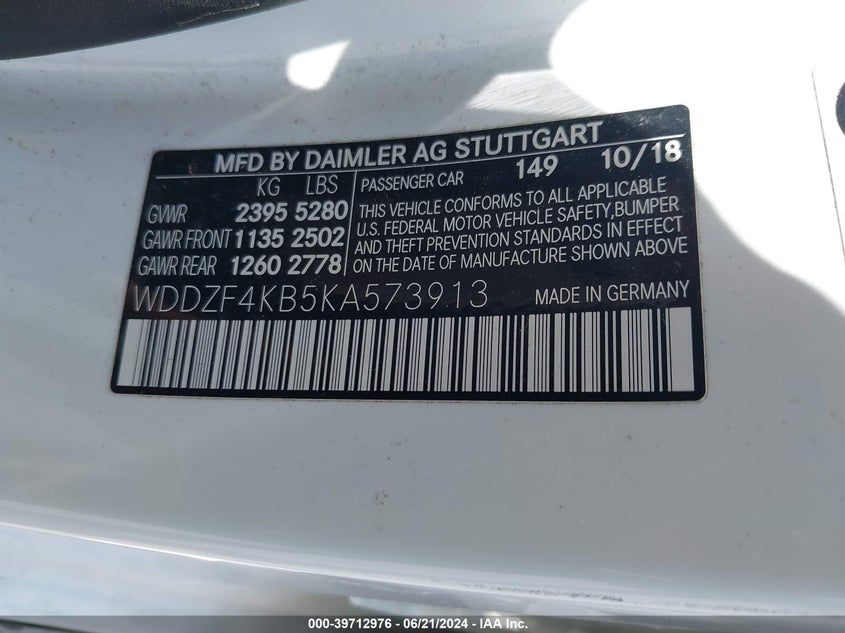 MFD BY DAIMLER AG STUTTGART
KG LBS
GVWR 2395 5280
GAWR FRONT 1135 2502
GAWR REAR 1260 2778
PASSENGER CAR 149 10/18
THIS VEHICLE CONFORMS TO ALL APPLICABLE
U.S. FEDERAL MOTOR VEHICLE SAFETY,BUMPER
AND THEFT PREVENTION STANDARDS IN EFFECT
ON THE DATE OF MANUFACTURE SHOWN ABOVE
WDDZF4KB5KA573913 MADE IN GERMANY
000-39712976 - 06/21/2024 - IAA Inc.